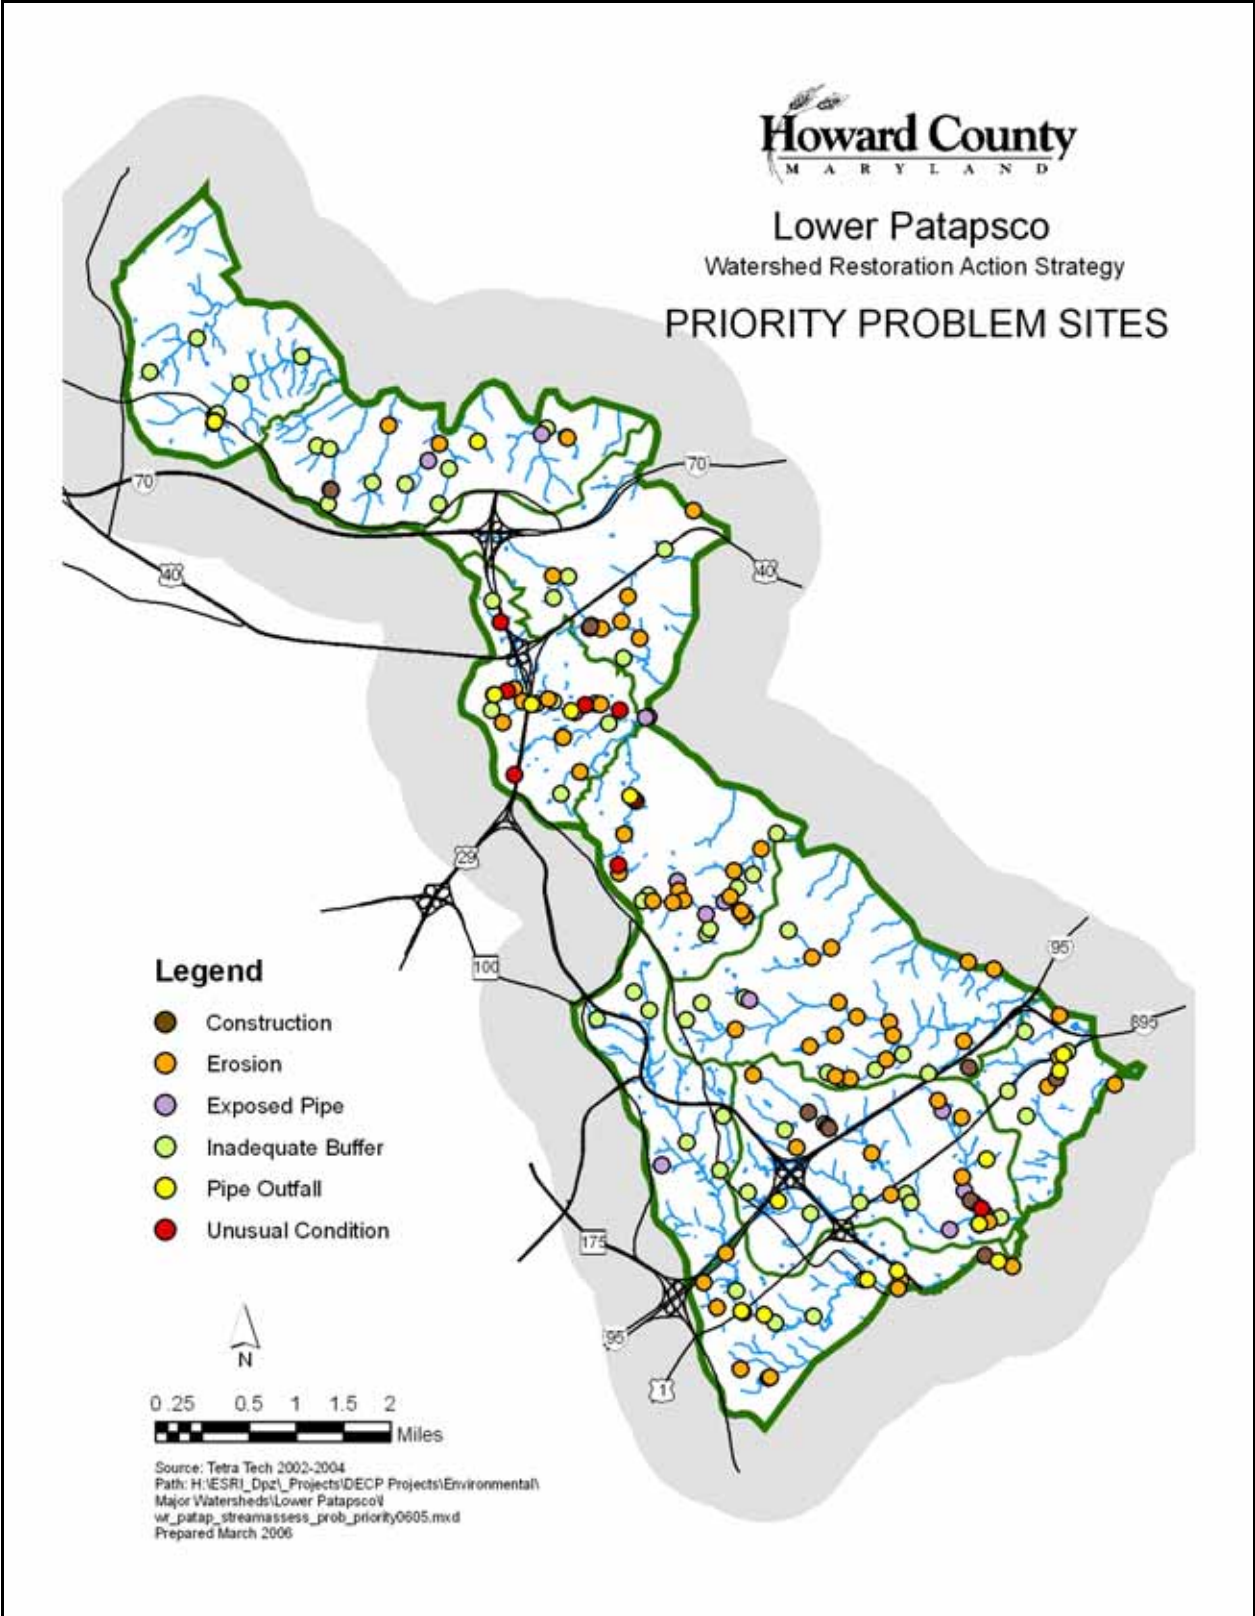 Howard County
MARYLAND
Lower Patapsco
Watershed Restoration Action Strategy
PRIORITY PROBLEM SITES
70
70
40
40
29
100
95
895
Legend
Construction
Erosion
Exposed Pipe
Inadequate Buffer
Pipe Outfall
Unusual Condition
175
95
1
N
0 .25 0.5 1 1.5 2
Miles
Source: Tetra Tech 2002-2004
Path: H:\ESRI_Dpz\_Projects\DECP Projects\Environmental\
Major Watersheds\Lower Patapsco\
wr_patap_streamassess_prob_priority0605.mxd
Prepared March 2006